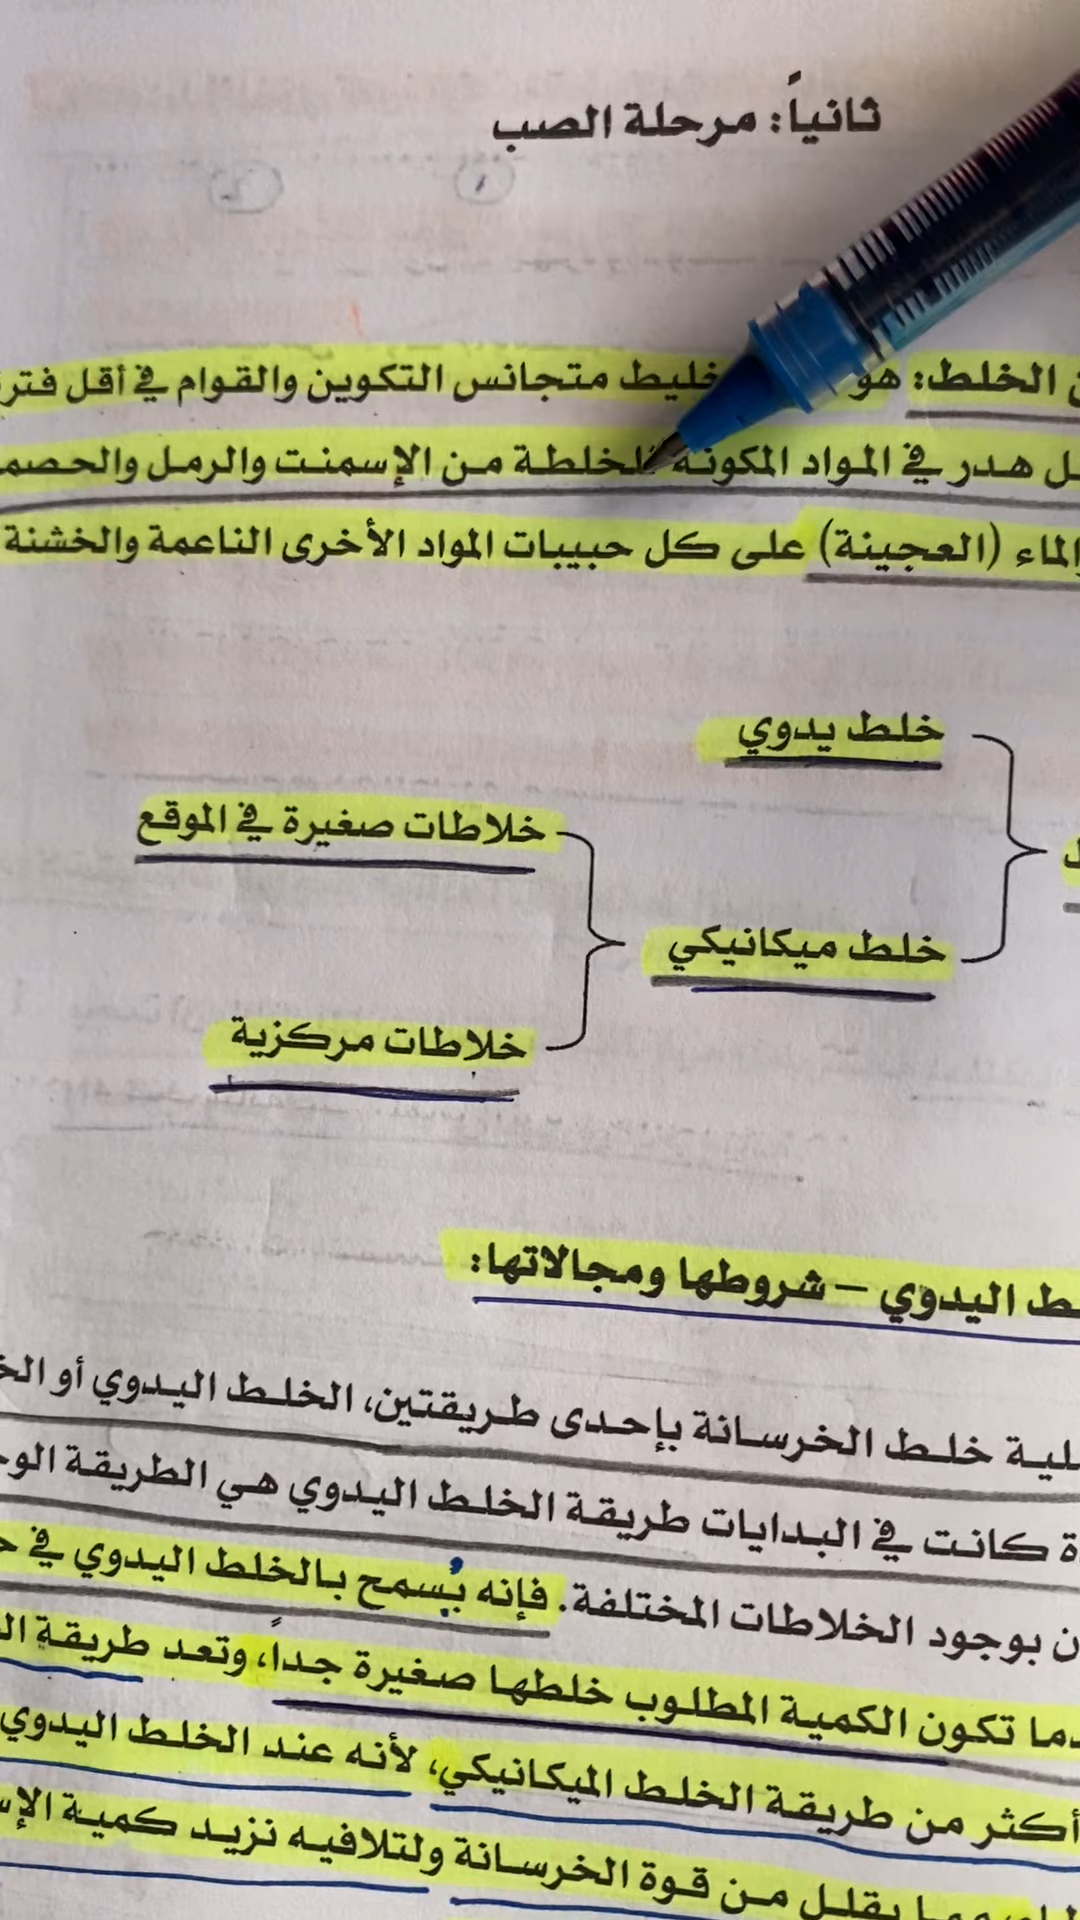 ثانياً: مرحلة الصب
الخلط: هو خليط متجانس التكوين والقوام في أقل
هدر في المواد المكونة للخلطة من الإسمنت والرمل
الماء (العجينة) على كل حبيبات المواد الأخرى الناعمة والخشنة
خلط يدوي
خلاطات صغيرة في الموقع
خلط ميكانيكي
خلاطات مركزية
اليدوي – شروطها ومجالاتها:
خلط الخرسانة بإحدى طريقتين، الخلط اليدوي أو
كانت في البدايات طريقة الخلط اليدوي هي الطريقة
بوجود الخلاطات المختلفة. فإنه يُسمح بالخلط اليدوي في
تكون الكمية المطلوب خلطها صغيرة جداً، وتعد طريقة
أكثر من طريقة الخلط الميكانيكي، لأنه عند الخلط اليدوي
يقلل من قوة الخرسانة ولتلافيه نزيد كمية